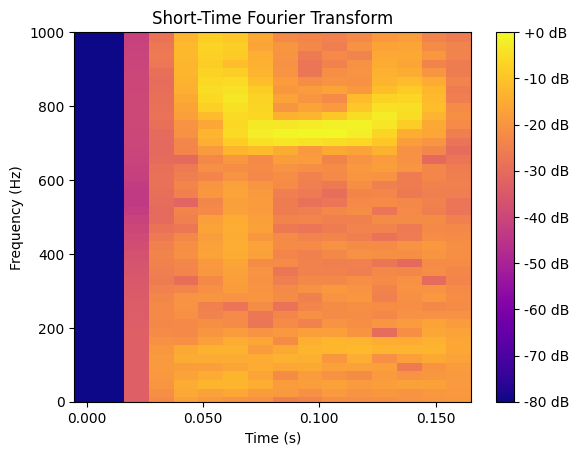 Short-Time Fourier Transform
1000
800
600
400
200
0
Frequency (Hz)
0.000
0.050
0.100
0.150
Time (s)
+0 dB
-10 dB
-20 dB
-30 dB
-40 dB
-50 dB
-60 dB
-70 dB
-80 dB